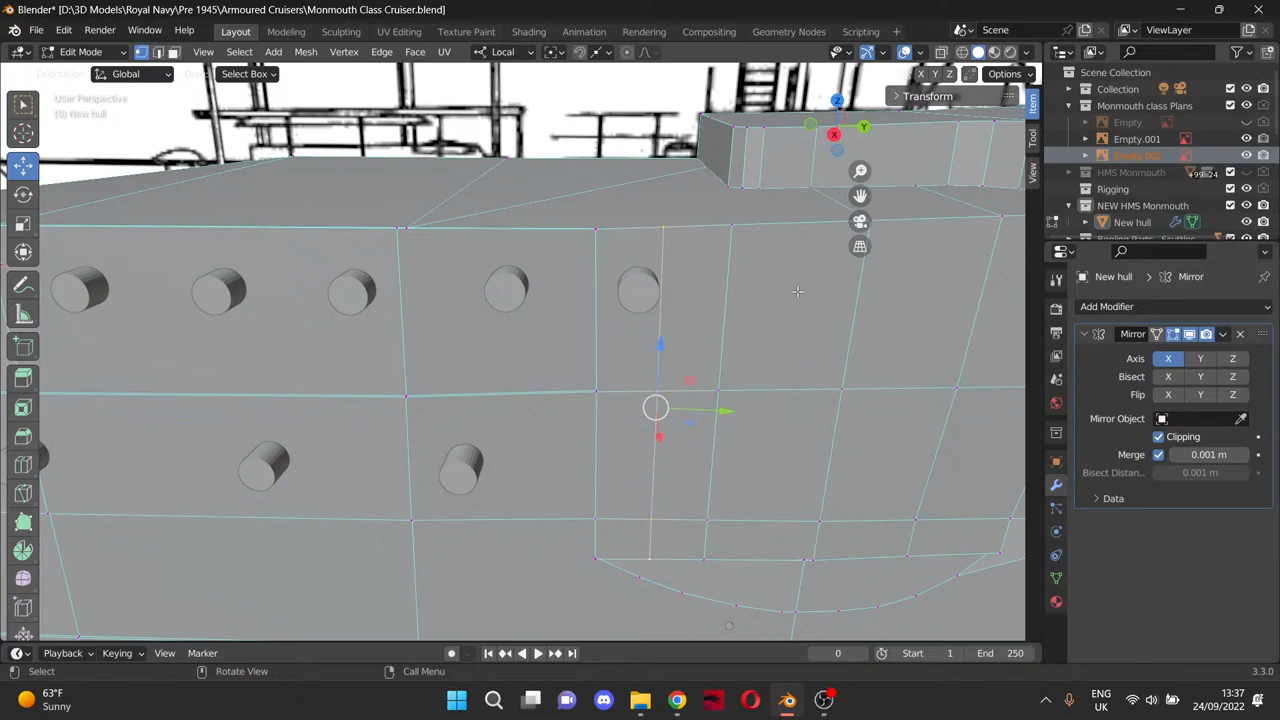 Blender* [D:\3D Models\Royal Navy\Pre 1945\Armoured Cruisers\Monmouth Class Cruiser.blend]
File Edit Render Window Help Layout Modeling Sculpting UV Editing Texture Paint Shading Animation Rendering Compositing Geometry Nodes Scripting + Scene ViewLayer
Edit Mode View Select Add Mesh Vertex Edge Face UV Local
Orientation: Global Select Box X Y Z Options
User Perspective
(0) New hull
Transform
Item
Tool
View
Z
Y
X
Scene Collection
Collection
Monmouth class Plans
Empty
Empty.001
Empty.002
HMS Monmouth
Rigging
NEW HMS Monmouth
New hull
New hull > Mirror
Add Modifier
Mirror
Axis X Y Z
Bisect X Y Z
Flip X Y Z
Mirror Object
Clipping
Merge 0.001 m
Bisect Distan.. 0.001 m
Data
Playback Keying View Marker 0 Start 1 End 250
Select Rotate View Call Menu 3.3.0
63°F
Sunny
ENG
UK
13:37
24/09/2022